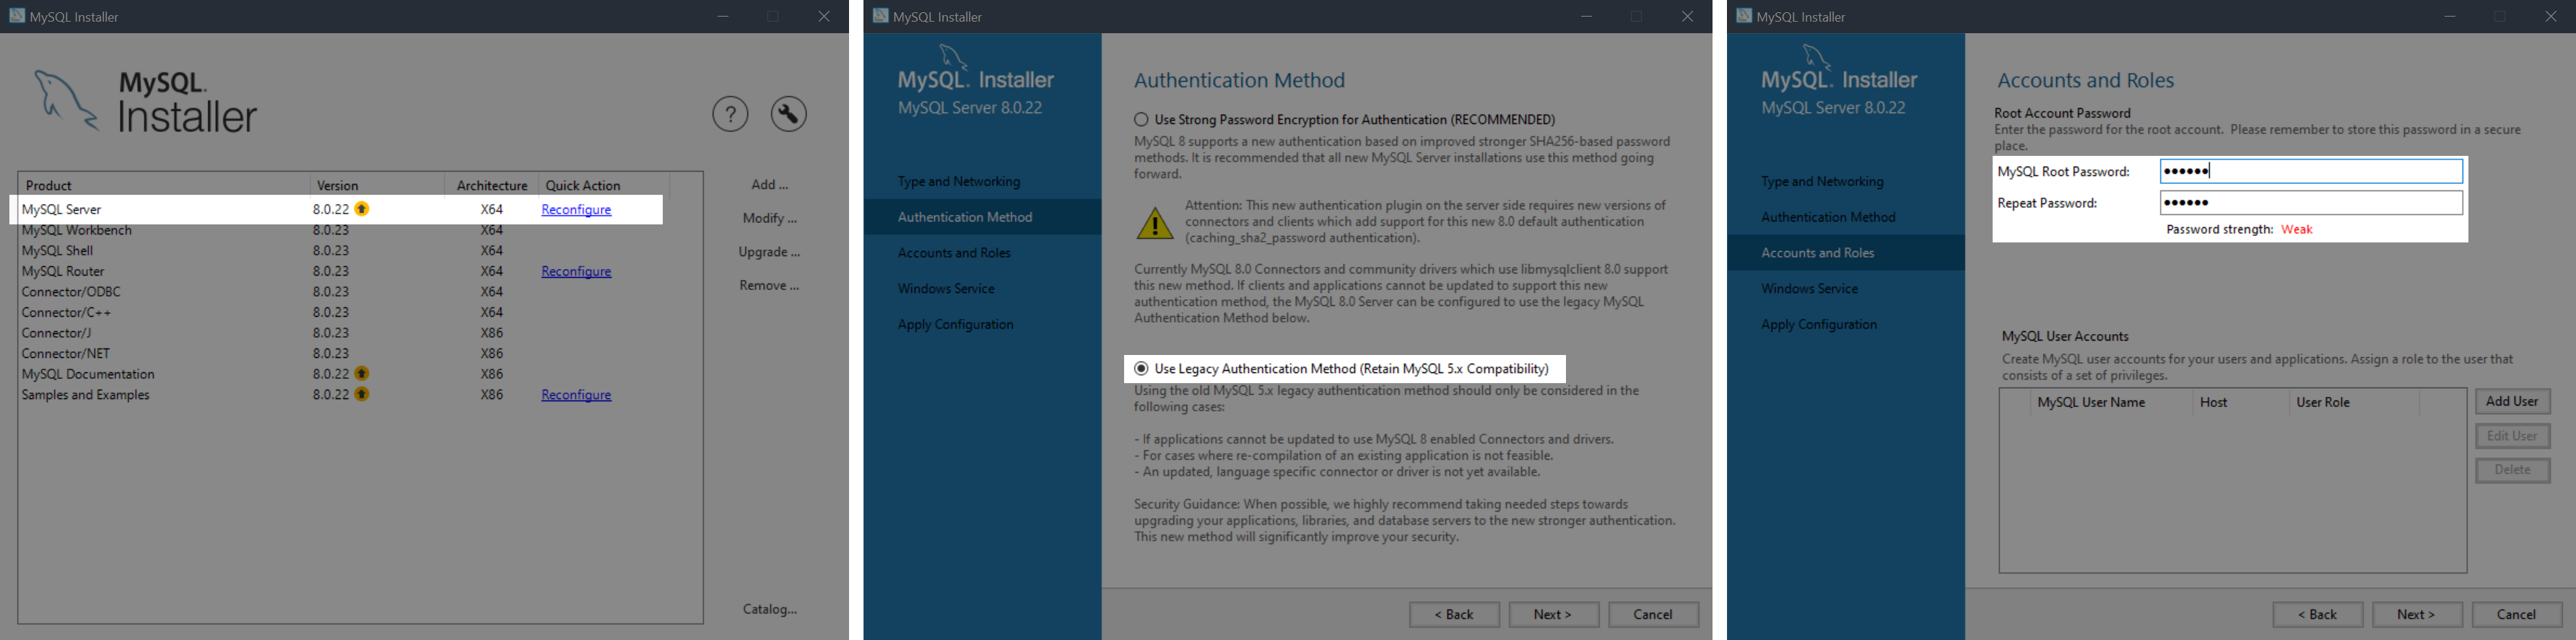 MySQL Installer
MySQL.
Installer
?
Product Version Architecture Quick Action
MySQL Server 8.0.22 X64 Reconfigure
MySQL Workbench 8.0.23 X64
MySQL Shell 8.0.23 X64
MySQL Router 8.0.23 X64 Reconfigure
Connector/ODBC 8.0.23 X64
Connector/C++ 8.0.23 X64
Connector/J 8.0.23 X86
Connector/NET 8.0.23 X86
MySQL Documentation 8.0.22 X86
Samples and Examples 8.0.22 X86 Reconfigure
Add ...
Modify ...
Upgrade ...
Remove ...
Catalog...
MySQL Installer
MySQL. Installer
MySQL Server 8.0.22
Type and Networking
Authentication Method
Accounts and Roles
Windows Service
Apply Configuration
Authentication Method
Use Strong Password Encryption for Authentication (RECOMMENDED)
MySQL 8 supports a new authentication based on improved stronger SHA256-based password
methods. It is recommended that all new MySQL Server installations use this method going
forward.
Attention: This new authentication plugin on the server side requires new versions of
connectors and clients which add support for this new 8.0 default authentication
(caching_sha2_password authentication).
Currently MySQL 8.0 Connectors and community drivers which use libmysqlclient 8.0 support
this new method. If clients and applications cannot be updated to support this new
authentication method, the MySQL 8.0 Server can be configured to use the legacy MySQL
Authentication Method below.
Use Legacy Authentication Method (Retain MySQL 5.x Compatibility)
Using the old MySQL 5.x legacy authentication method should only be considered in the
following cases:
- If applications cannot be updated to use MySQL 8 enabled Connectors and drivers.
- For cases where re-compilation of an existing application is not feasible.
- An updated, language specific connector or driver is not yet available.
Security Guidance: When possible, we highly recommend taking needed steps towards
upgrading your applications, libraries, and database servers to the new stronger authentication.
This new method will significantly improve your security.
< Back Next > Cancel
MySQL Installer
MySQL. Installer
MySQL Server 8.0.22
Type and Networking
Authentication Method
Accounts and Roles
Windows Service
Apply Configuration
Accounts and Roles
Root Account Password
Enter the password for the root account. Please remember to store this password in a secure
place.
MySQL Root Password: ●●●●●●
Repeat Password: ●●●●●●
Password strength: Weak
MySQL User Accounts
Create MySQL user accounts for your users and applications. Assign a role to the user that
consists of a set of privileges.
MySQL User Name Host User Role
Add User
Edit User
Delete
< Back Next > Cancel